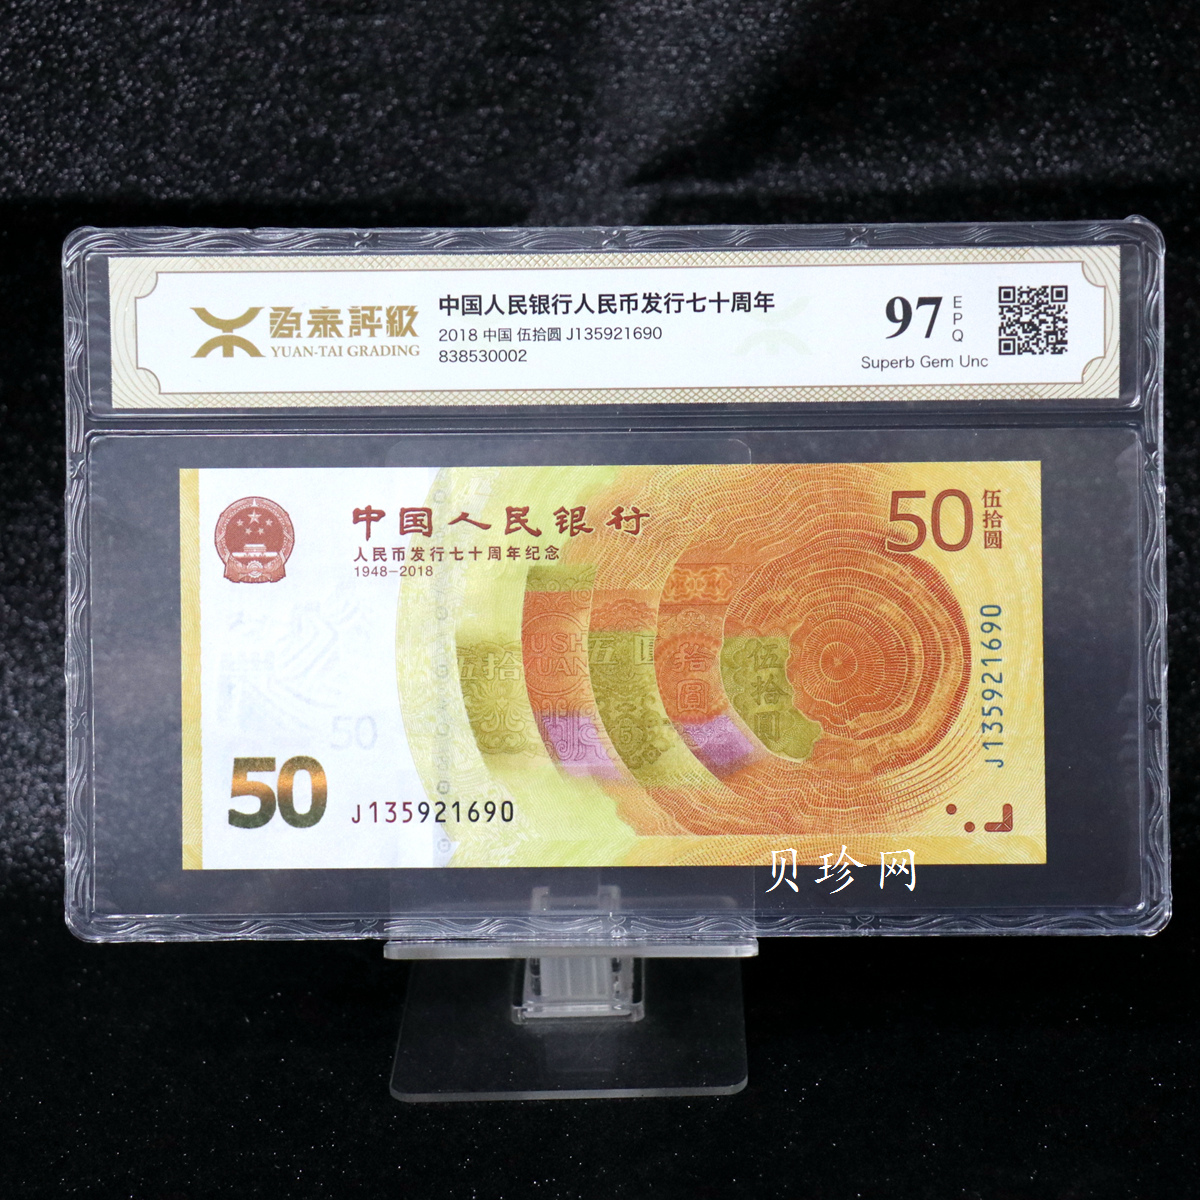 源泰評級
YUAN-TAI GRADING
中国人民银行人民币发行七十周年
2018 中国 伍拾圆 J135921690
838530002
97
EPQ
Superb Gem Unc
中国人民银行
人民币发行七十周年纪念
1948-2018
50
伍拾圆
伍拾
USHI
YUAN
伍
圆
拾圆
伍拾圆
50
50
J135921690
J135921690
贝珍网